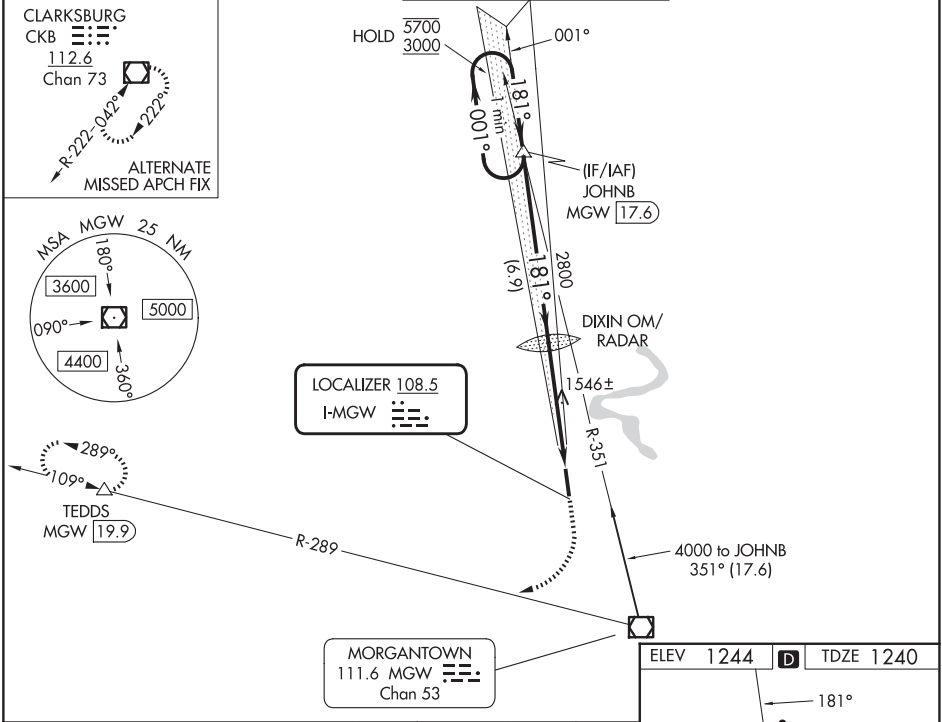 CLARKSBURG
CKB
112.6
Chan 73
R-222-042°
222°
ALTERNATE
MISSED APCH FIX
HOLD 5700
3000
001°
181°
1 min
001°
(IF/IAF)
JOHNB
MGW 17.6
MSA MGW 25 NM
180°
3600
5000
090°
4400
360°
2800
181°
(6.9)
DIXIN OM/
RADAR
LOCALIZER 108.5
I-MGW
1546±
R-351
289°
109°
TEDDS
MGW 19.9
R-289
4000 to JOHNB
351° (17.6)
MORGANTOWN
111.6 MGW
Chan 53
ELEV 1244 D TDZE 1240
181°